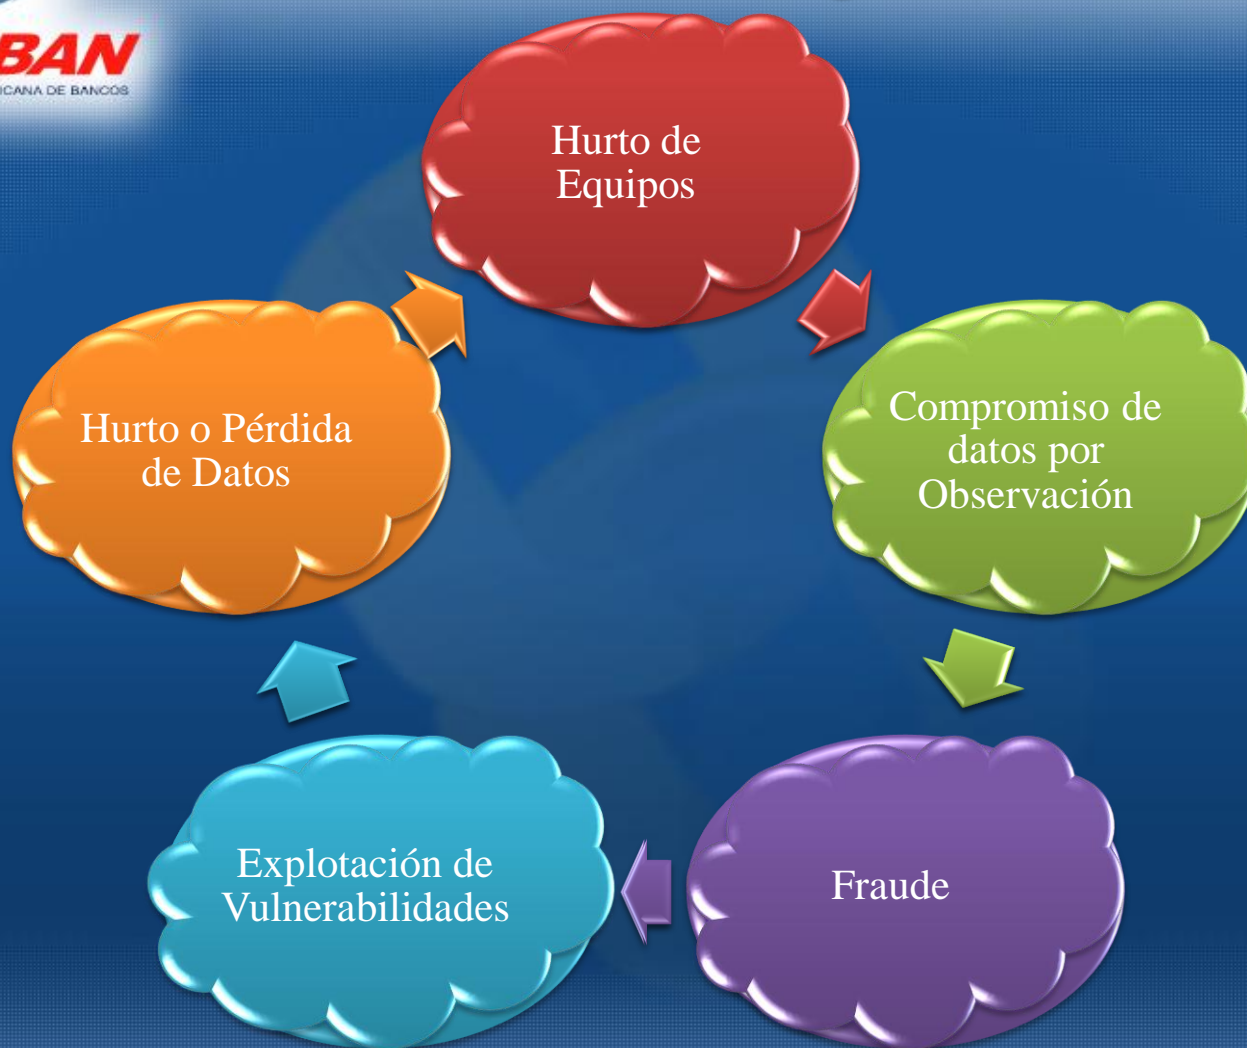 BAN
ICANA DE BANCOS
Hurto de
Equipos
Hurto o Pérdida
de Datos
Compromiso de
datos por
Observación
Explotación de
Vulnerabilidades
Fraude